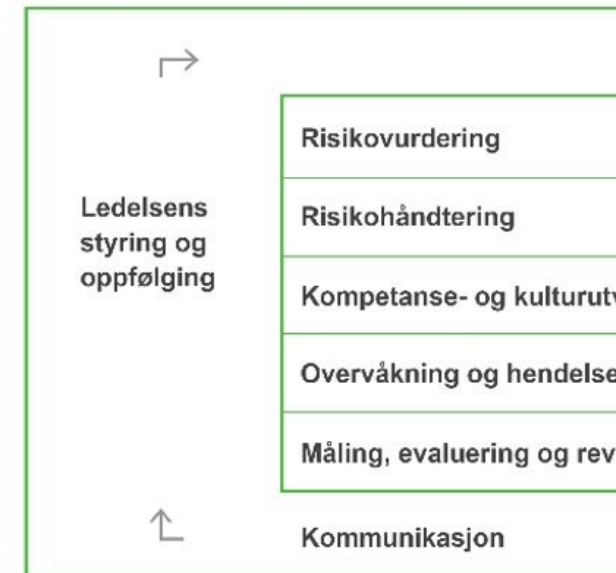 Ledelsens
styring og
oppfølging
Risikovurdering
Risikohåndtering
Kompetanse- og
Overvåkning og
Måling, evaluering og
Kommunikasjon